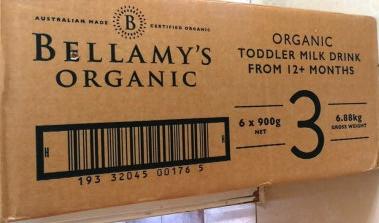 AUSTRALIAN MADE B CERTIFIED ORGANIC
BELLAMY'S
ORGANIC
H H
193 32045 00176 5
ORGANIC
TODDLER MILK DRINK
FROM 12+ MONTHS
6 x 900g
NET
3
6.88kg
GROSS WEIGHT